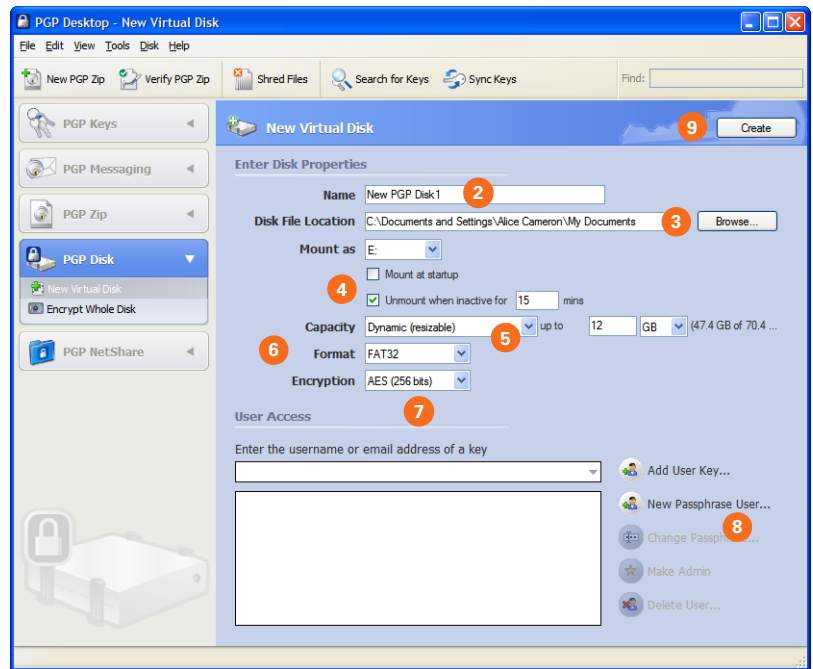 PGP Desktop - New Virtual Disk
File Edit View Tools Disk Help
New PGP Zip Verify PGP Zip Shred Files Search for Keys Sync Keys Find:
PGP Keys
PGP Messaging
PGP Zip
PGP Disk
New Virtual Disk
Encrypt Whole Disk
PGP NetShare
New Virtual Disk 9 Create
Enter Disk Properties
Name New PGP Disk1 2
Disk File Location C:\Documents and Settings\Alice Cameron\My Documents 3 Browse...
Mount as E:
Mount at startup
4
Unmount when inactive for 15 mins
Capacity Dynamic (resizable) 5 up to 12 GB (47.4 GB of 70.4 ...
6 Format FAT32
Encryption AES (256 bits)
7
User Access
Enter the username or email address of a key
Add User Key...
New Passphrase User...
8
Change Passphr...
Make Admin
Delete User...